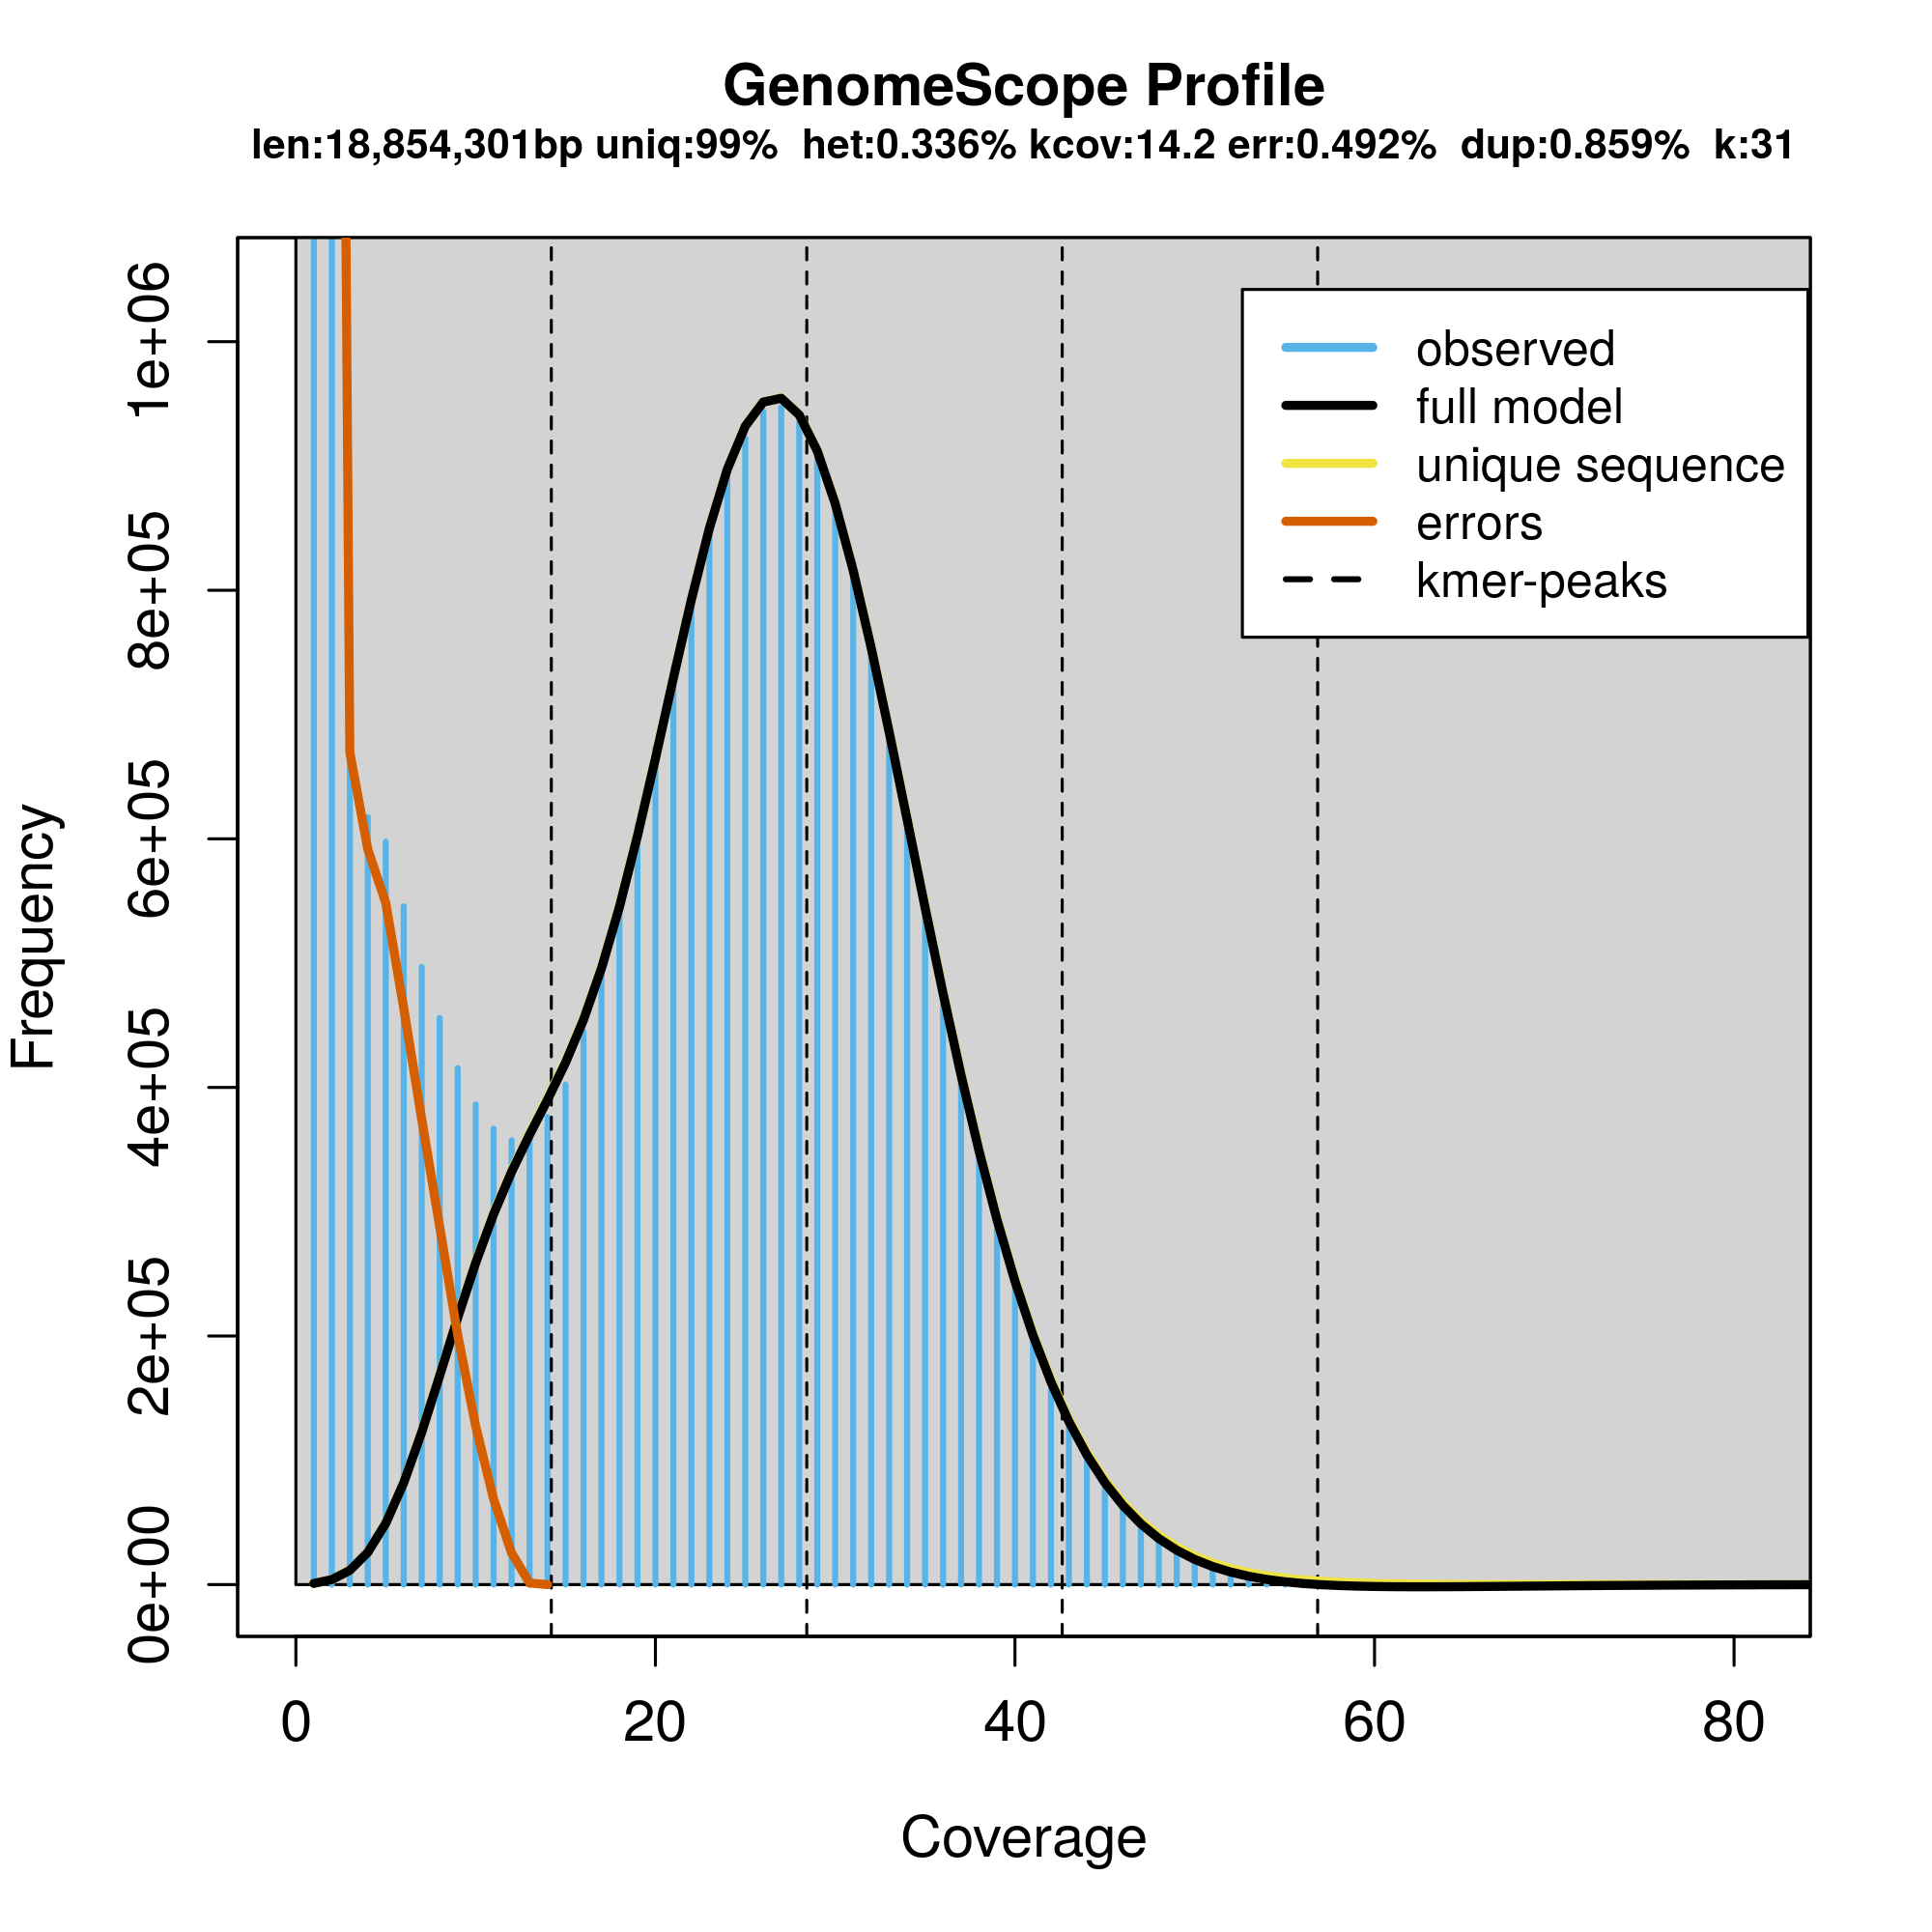 GenomeScope Profile
len:18,854,301bp uniq:99% het:0.336% kcov:14.2 err:0.492% dup:0.859% k:31
Frequency
1e+06
8e+05
6e+05
4e+05
2e+05
0e+00
observed
full model
unique sequence
errors
kmer-peaks
0 20 40 60 80
Coverage